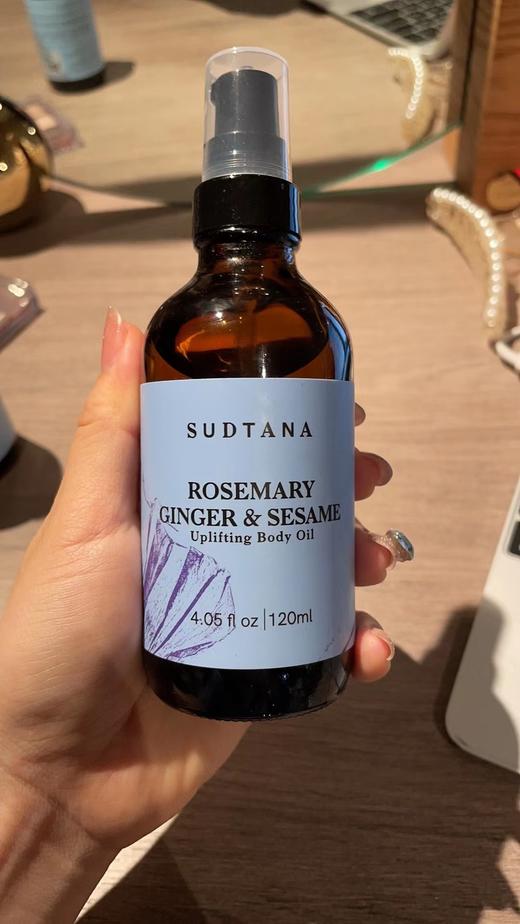 SUDTANA
ROSEMARY
GINGER & SESAME
Uplifting Body Oil
4.05 fl oz | 120ml